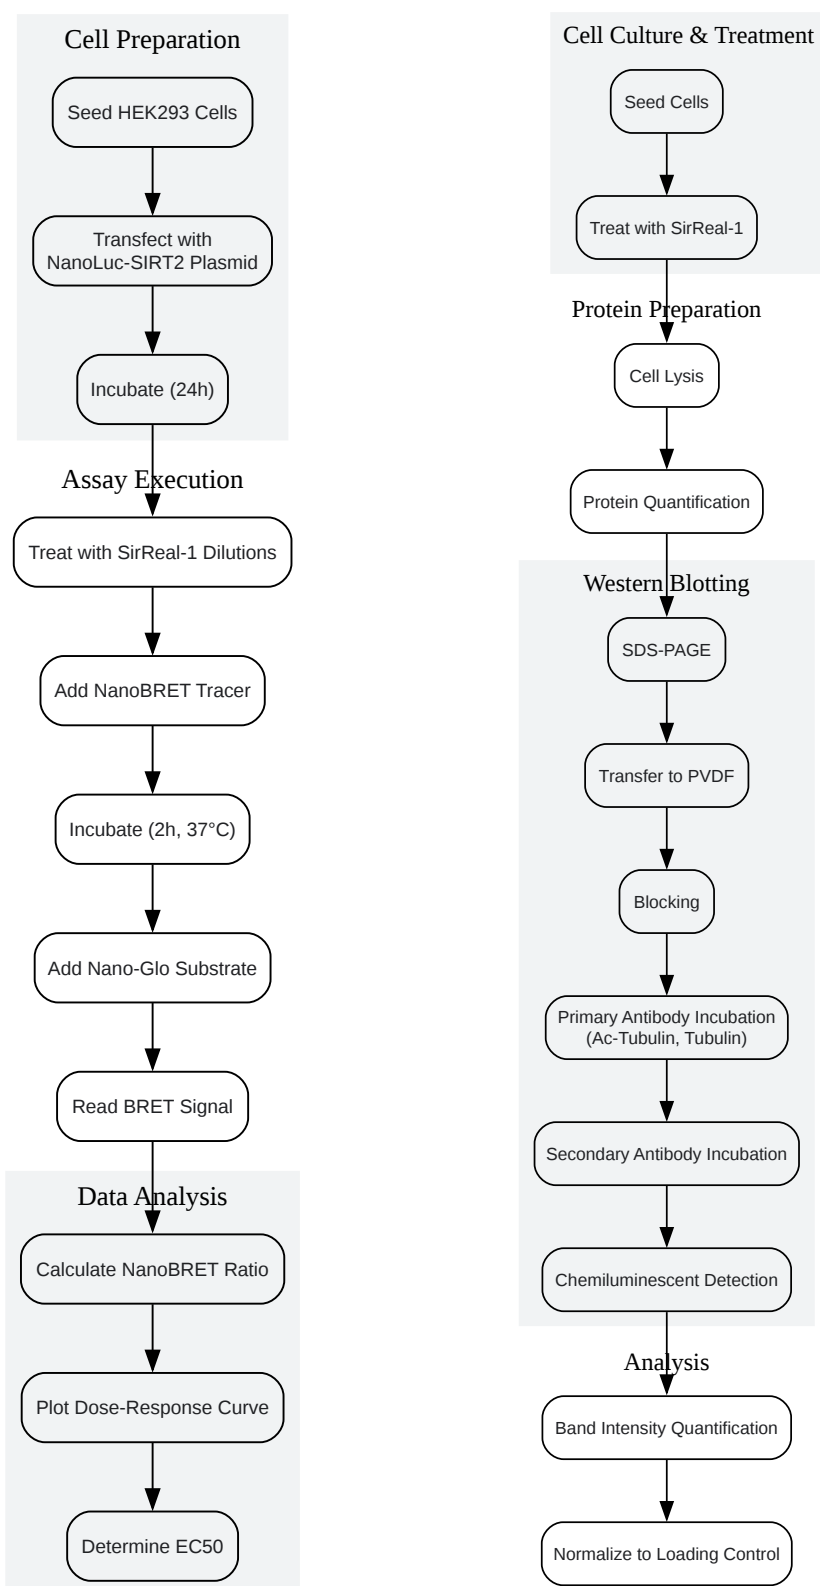 Cell Preparation
Seed HEK293 Cells
Transfect with
NanoLuc-SIRT2 Plasmid
Incubate (24h)
Assay Execution
Treat with SirReal-1 Dilutions
Add NanoBRET Tracer
Incubate (2h, 37°C)
Add Nano-Glo Substrate
Read BRET Signal
Data Analysis
Calculate NanoBRET Ratio
Plot Dose-Response Curve
Determine EC50
Cell Culture & Treatment
Seed Cells
Treat with SirReal-1
Protein Preparation
Cell Lysis
Protein Quantification
Western Blotting
SDS-PAGE
Transfer to PVDF
Blocking
Primary Antibody Incubation
(Ac-Tubulin, Tubulin)
Secondary Antibody Incubation
Chemiluminescent Detection
Analysis
Band Intensity Quantification
Normalize to Loading Control